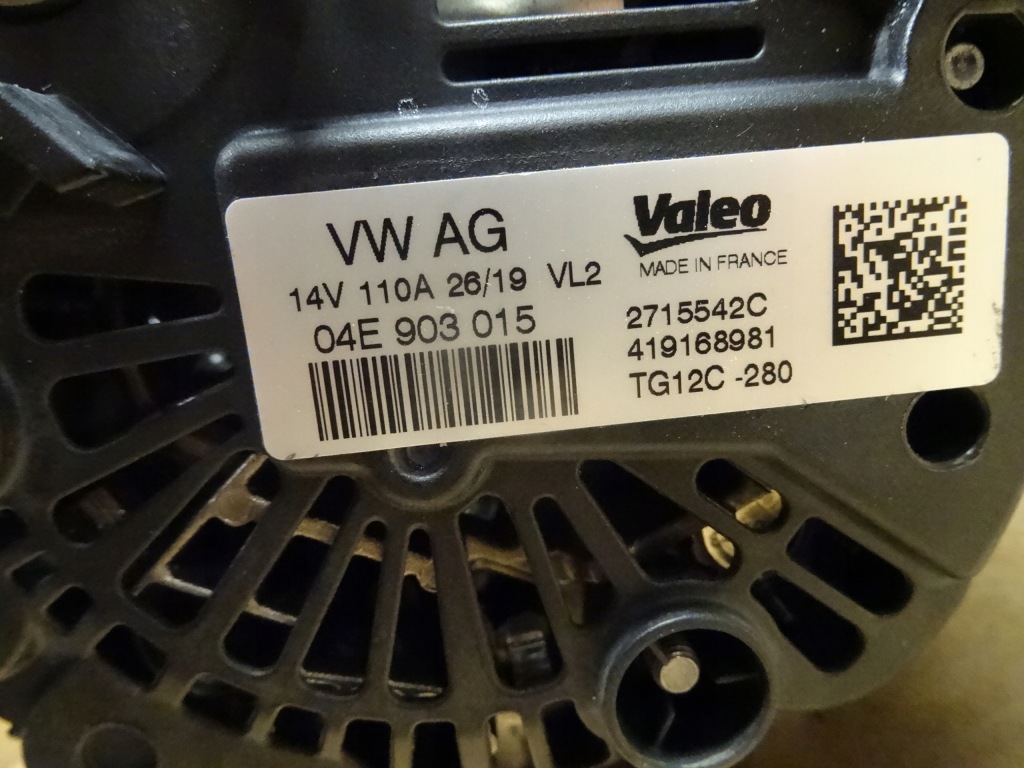 VW AG
14V 110A 26/19 VL2
04E 903 015
Valeo
MADE IN FRANCE
2715542C
419168981
TG12C -280